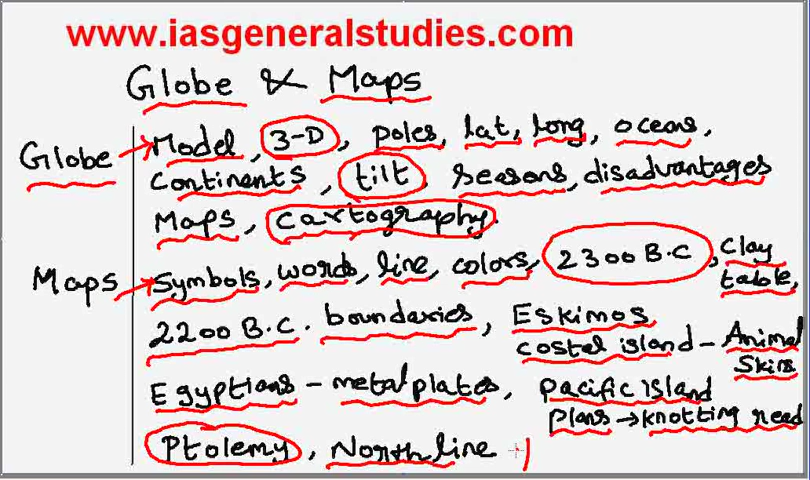 www.iasgeneralstudies.com
Globe & Maps
Globe → Model, 3-D, poles, lat, long, oceans,
Continents, tilt, seasons, disadvantages
Maps, cartography.
Maps → Symbols, words, line, colors, 2300 B.C, Clay
table,
2200 B.C. boundaries, Eskimos
costal island - Animal
Skins
Egyptians - metal plates, pacific island
plans → knotting read
Ptolemy, North line